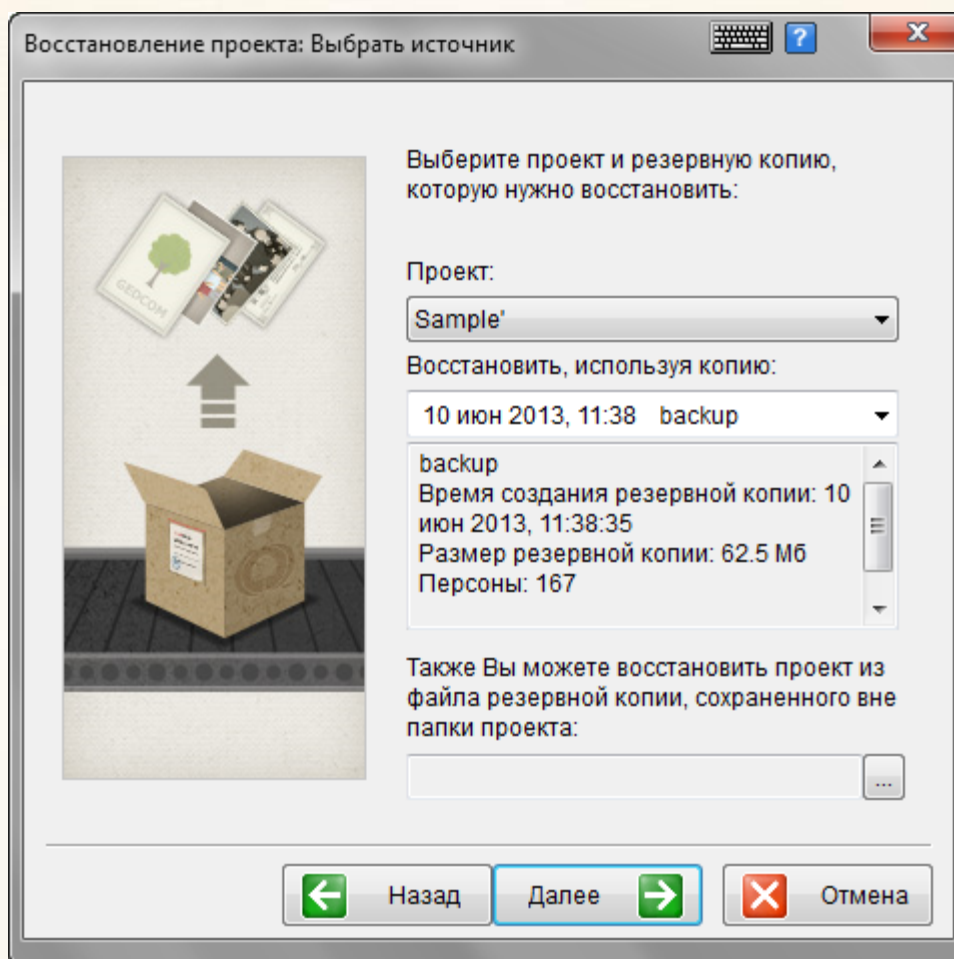 Восстановление проекта: Выбрать источник
?
Выберите проект и резервную копию,
которую нужно восстановить:
GEDCOM
Проект:
Sample'
Восстановить, используя копию:
10 июн 2013, 11:38 backup
backup
Время создания резервной копии: 10
июн 2013, 11:38:35
Размер резервной копии: 62.5 Мб
Персоны: 167
Также Вы можете восстановить проект из
файла резервной копии, сохраненного вне
папки проекта:
...
Назад
Далее
Отмена